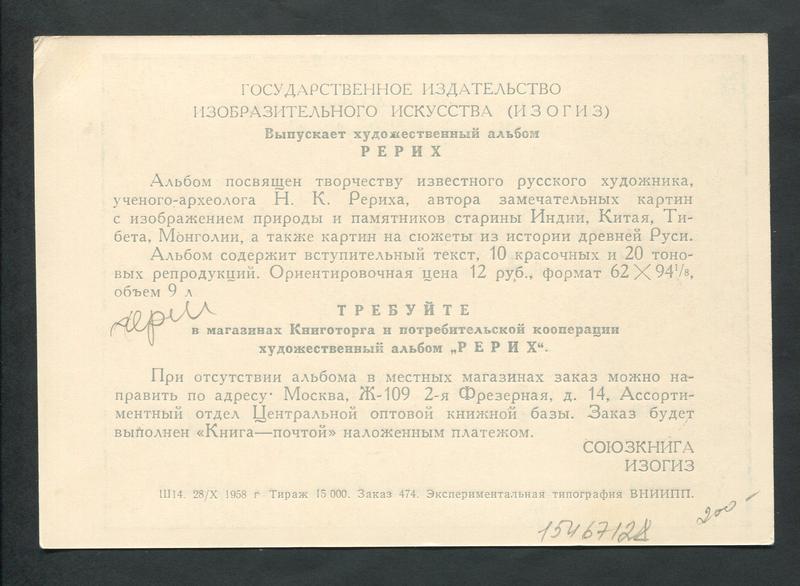 ГОСУДАРСТВЕННОЕ ИЗДАТЕЛЬСТВО
ИЗОБРАЗИТЕЛЬНОГО ИСКУССТВА (ИЗОГИЗ)
Выпускает художественный альбом
РЕРИХ
Альбом посвящен творчеству известного русского художника,
ученого-археолога Н. К. Рериха, автора замечательных картин
с изображением природы и памятников старины Индии, Китая, Ти-
бета, Монголии, а также картин на сюжеты из истории древней Руси.
Альбом содержит вступительный текст, 10 красочных и 20 тоно-
вых репродукций. Ориентировочная цена 12 руб., формат 62×94¹/₈,
объем 9 л
ТРЕБУЙТЕ
в магазинах Книготорга и потребительской кооперации
художественный альбом „РЕРИХ“.
При отсутствии альбома в местных магазинах заказ можно на-
править по адресу· Москва, Ж-109 2-я Фрезерная, д. 14, Ассорти-
ментный отдел Центральной оптовой книжной базы. Заказ будет
выполнен «Книга—почтой» наложенным платежом.
СОЮЗКНИГА
ИЗОГИЗ
Ш14. 28/X 1958 г Тираж 15 000. Заказ 474. Экспериментальная типография ВНИИПП.
200-